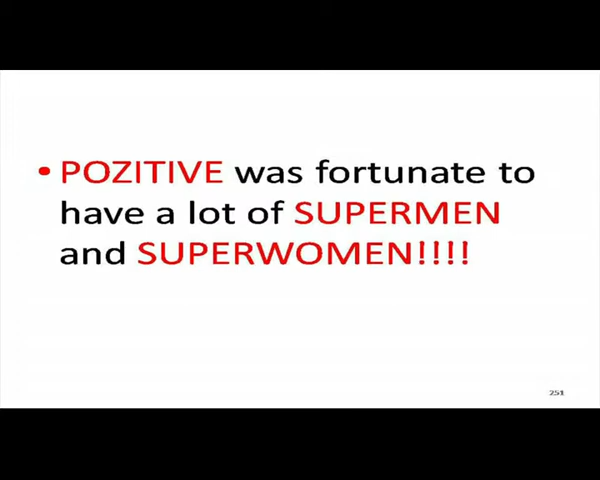 • POZITIVE was fortunate to
have a lot of SUPERMEN
and SUPERWOMEN!!!!
251